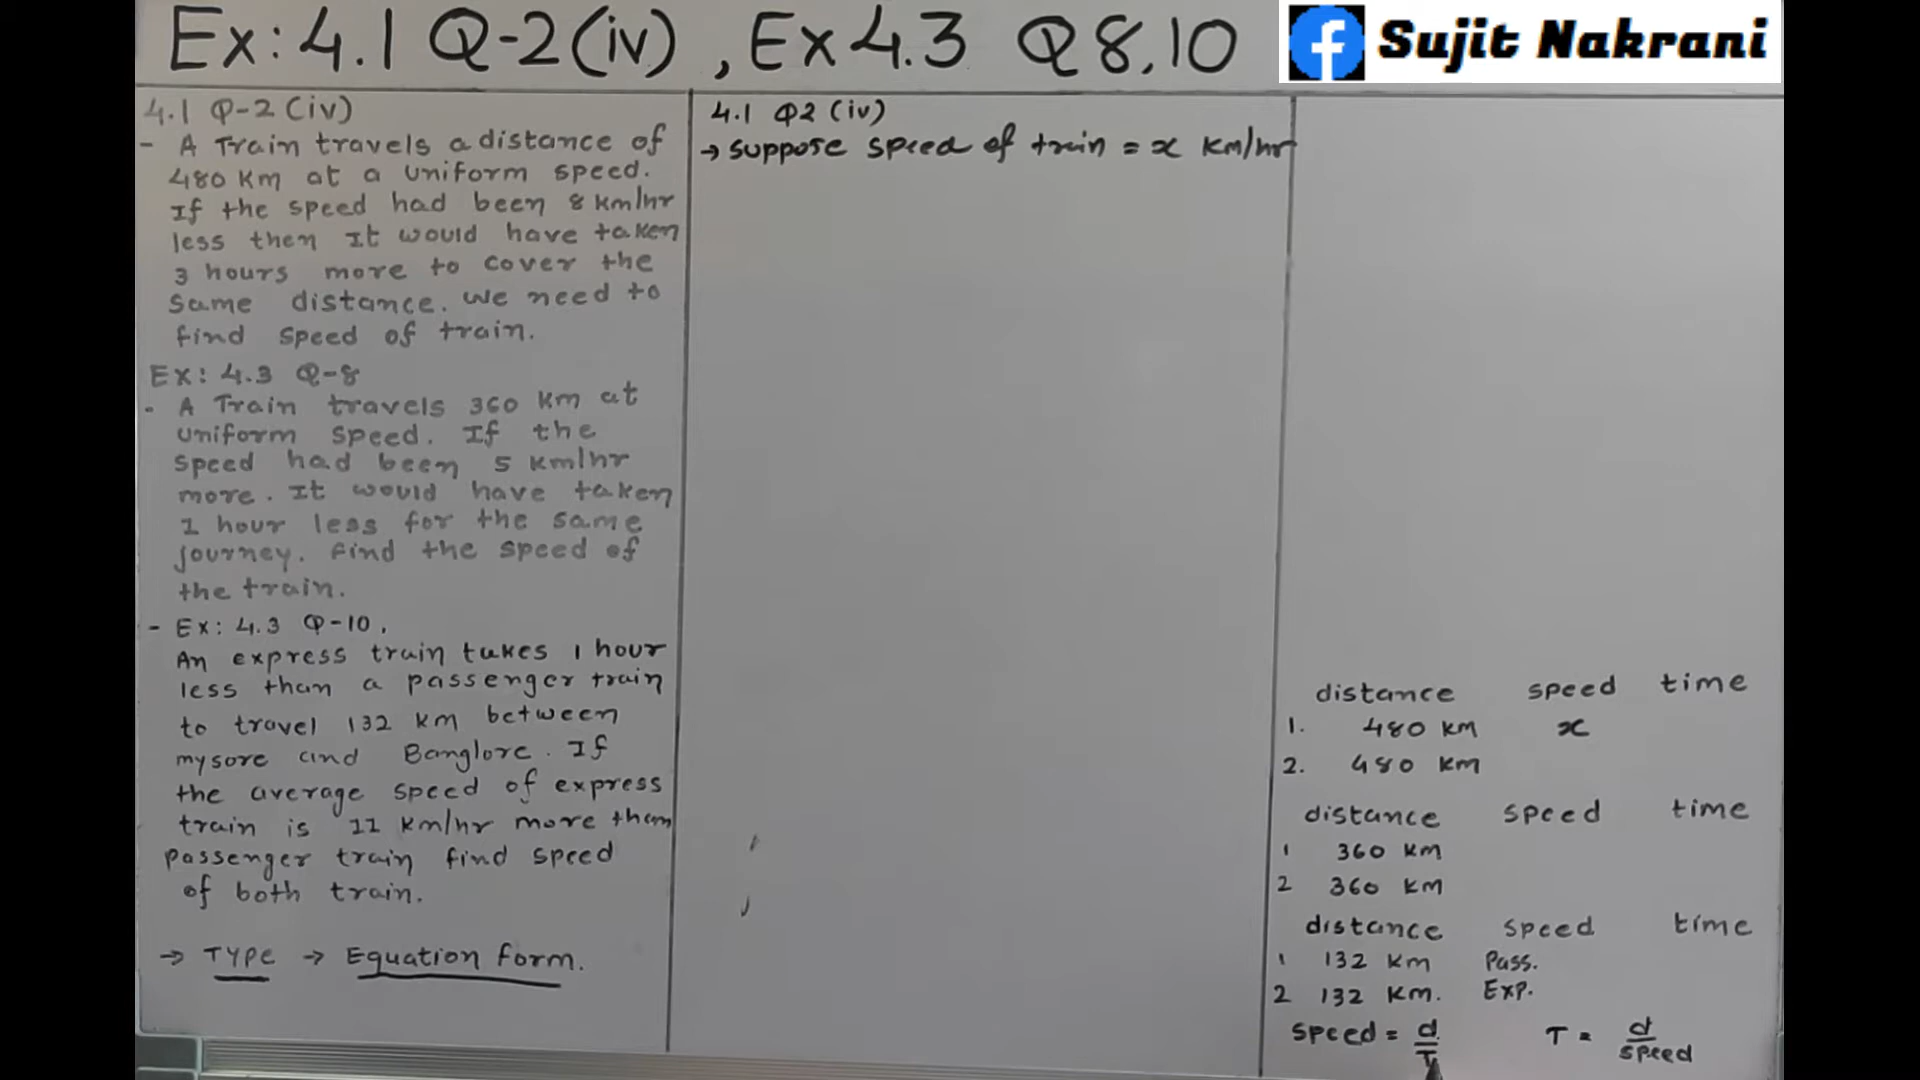 Ex: 4.1 Q-2(iv), Ex 4.3 Q 8,10
Sujit Nakrani
4.1 Q-2 (iv)
- A Train travels a distance of
480 Km at a Uniform speed.
If the speed had been 8 Km/hr
less then It would have taken
3 hours more to cover the
Same distance. We need to
find speed of train.
Ex: 4.3 Q-8
- A Train travels 360 Km at
Uniform speed. If the
speed had been 5 Km/hr
more. It would have taken
1 hour less for the same
journey. Find the speed of
the train.
- Ex: 4.3 Q-10.
An express train takes 1 hour
less than a passenger train
to travel 132 Km between
mysore and Banglore. If
the average speed of express
train is 11 Km/hr more them
passenger train find speed
of both train.
→ TYPE → Equation form.
4.1 Q2 (iv)
→ suppose speed of train = x Km/hr
distance speed time
1. 480 Km x
2. 480 Km
distance speed time
1 360 Km
2 360 Km
distance speed time
1 132 Km Pass.
2 132 Km. Exp.
Speed = d/T T = d/speed